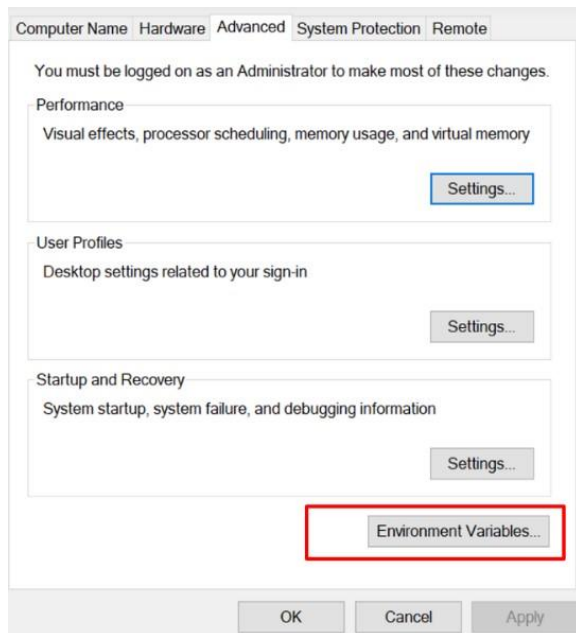 Computer Name Hardware Advanced System Protection Remote
You must be logged on as an Administrator to make most of these changes.
Performance
Visual effects, processor scheduling, memory usage, and virtual memory
Settings...
User Profiles
Desktop settings related to your sign-in
Settings...
Startup and Recovery
System startup, system failure, and debugging information
Settings...
Environment Variables...
OK Cancel Apply